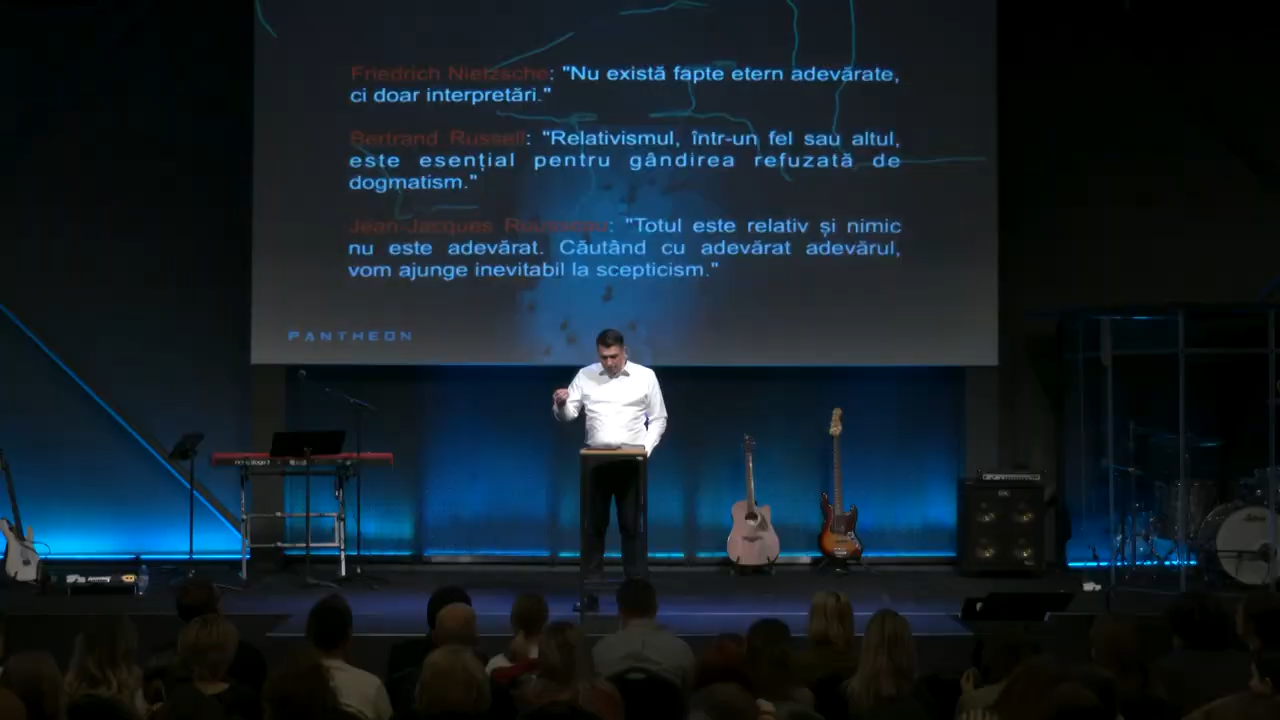 Friedrich Nietzsche: "Nu există fapte etern adevărate,
ci doar interpretări."
Bertrand Russell: "Relativismul, într-un fel sau altul,
este esențial pentru gândirea refuzată de
dogmatism."
Jean-Jacques Rousseau: "Totul este relativ și nimic
nu este adevărat. Căutând cu adevărat adevărul,
vom ajunge inevitabil la scepticism."
PANTHEON